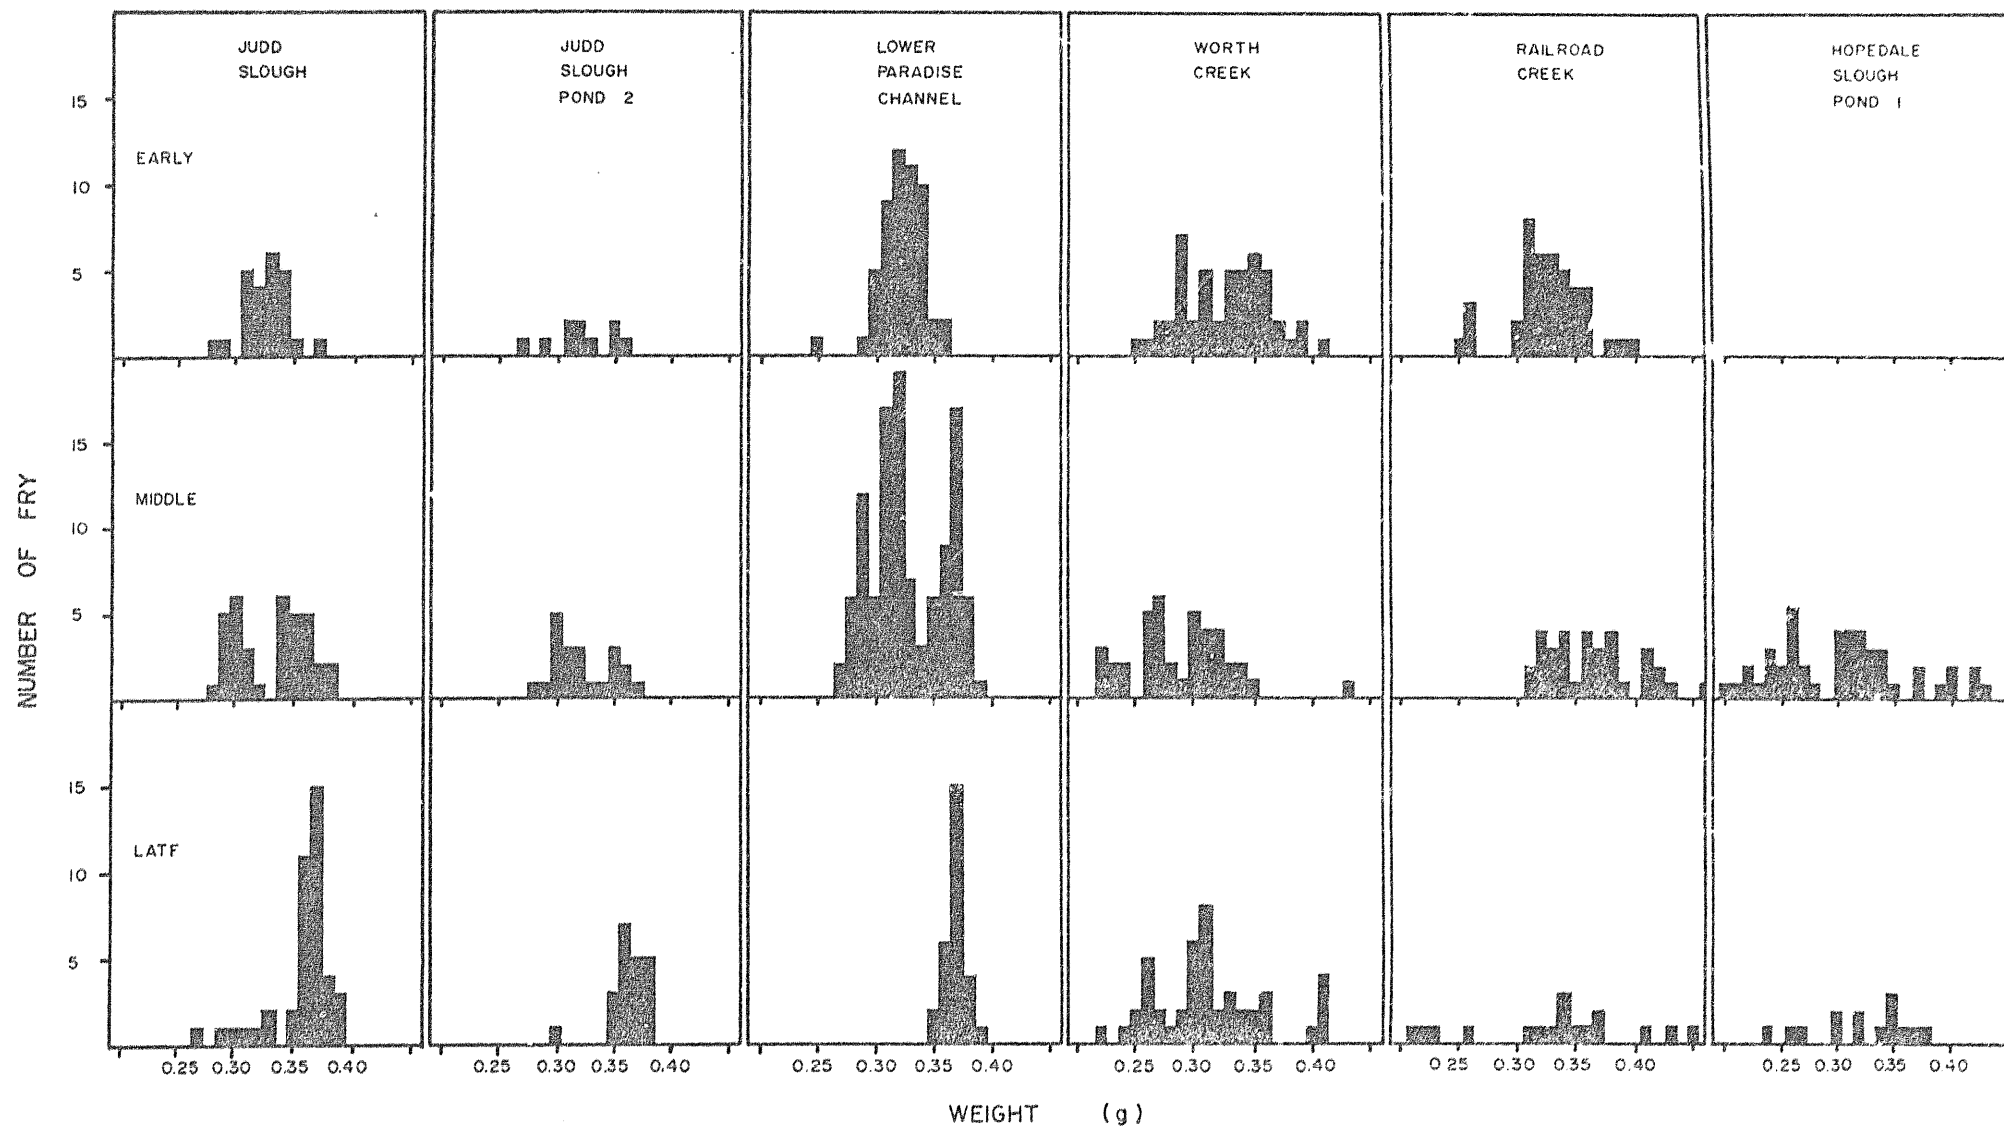 JUDD
SLOUGH
JUDD
SLOUGH
POND 2
LOWER
PARADISE
CHANNEL
WORTH
CREEK
RAILROAD
CREEK
HOPEDALE
SLOUGH
POND 1
15
EARLY
10
5
15
MIDDLE
10
5
NUMBER OF FRY
15
LATF
10
5
0.25 0.30 0.35 0.40 0.25 0.30 0.35 0.40 0.25 0.30 0.35 0.40 0.25 0.30 0.35 0.40 0 25 0.30 0.35 0.40 0.25 0.30 0.35 0.40
WEIGHT (g)